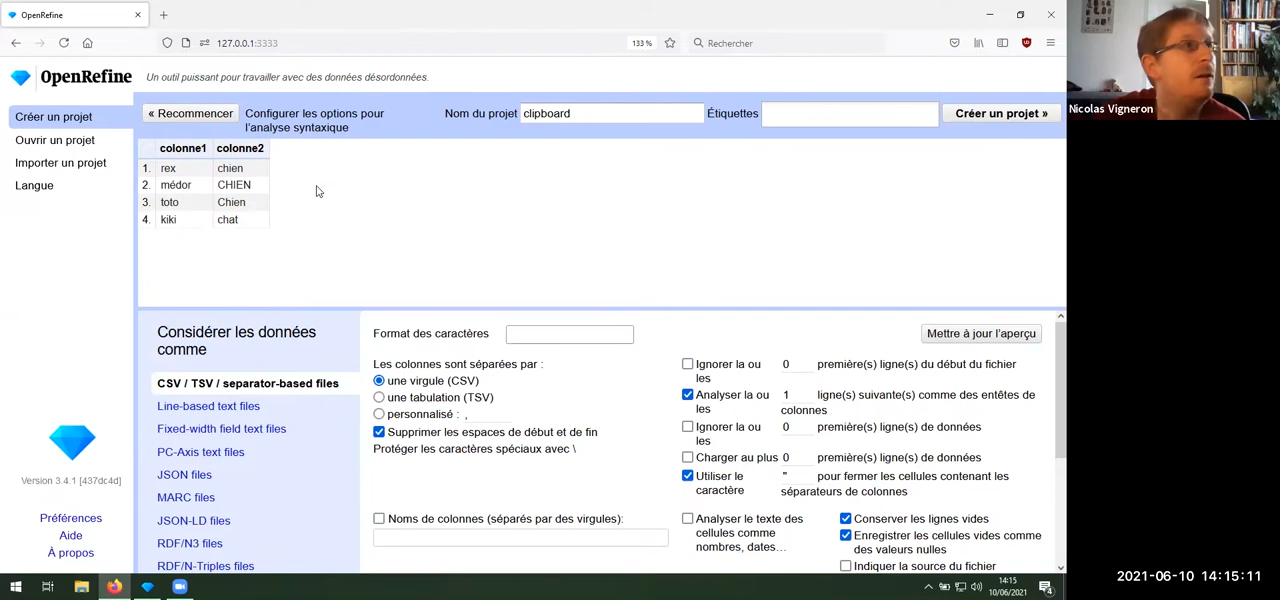 OpenRefine
127.0.0.1:3333
133 %
Rechercher
OpenRefine
Un outil puissant pour travailler avec des données désordonnées.
Nicolas Vigneron
Créer un projet
Ouvrir un projet
Importer un projet
Langue
« Recommencer
Configurer les options pour
l'analyse syntaxique
Nom du projet
clipboard
Étiquettes
Créer un projet »
colonne1 colonne2
1. rex chien
2. médor CHIEN
3. toto Chien
4. kiki chat
Considérer les données
comme
CSV / TSV / separator-based files
Line-based text files
Fixed-width field text files
PC-Axis text files
JSON files
MARC files
JSON-LD files
RDF/N3 files
RDF/N-Triples files
Format des caractères
Mettre à jour l'aperçu
Les colonnes sont séparées par :
une virgule (CSV)
une tabulation (TSV)
personnalisé : ,
Supprimer les espaces de début et de fin
Protéger les caractères spéciaux avec \
Noms de colonnes (séparés par des virgules):
Ignorer la ou
les
0 première(s) ligne(s) du début du fichier
Analyser la ou
les
1 ligne(s) suivante(s) comme des entêtes de
colonnes
Ignorer la ou
les
0 première(s) ligne(s) de données
Charger au plus 0 première(s) ligne(s) de données
Utiliser le
caractère
" pour fermer les cellules contenant les
séparateurs de colonnes
Analyser le texte des
cellules comme
nombres, dates…
Conserver les lignes vides
Enregistrer les cellules vides comme
des valeurs nulles
Indiquer la source du fichier
Version 3.4.1 [437dc4d]
Préférences
Aide
À propos
14:15
10/06/2021
4
2021-06-10 14:15:11